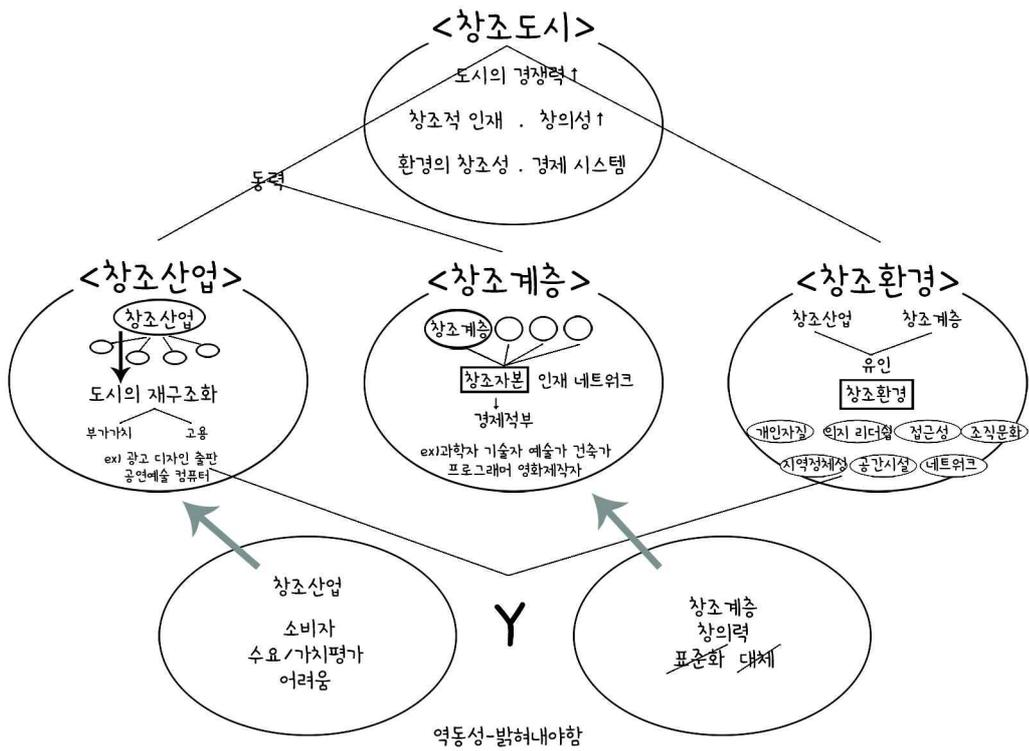 <창조도시>
도시의 경쟁력↑
창조적 인재 . 창의성↑
환경의 창조성 . 경제 시스템
동력
<창조산업>
창조산업
도시의 재구조화
부가가치 고용
ex) 광고 디자인 출판
공연예술 컴퓨터
<창조계층>
창조계층
창조자본 인재 네트워크
↓
경제적부
ex)과학자 기술자 예술가 건축가
프로그래머 영화제작자
<창조환경>
창조산업 창조계층
유인
창조환경
개인자질 의지 리더쉽 접근성 조직문화
지역정체성 공간시설 네트워크
창조산업
소비자
수요/가치평가
어려움
Y
창조계층
창의력
표준화 대체
역동성-밝혀내야함